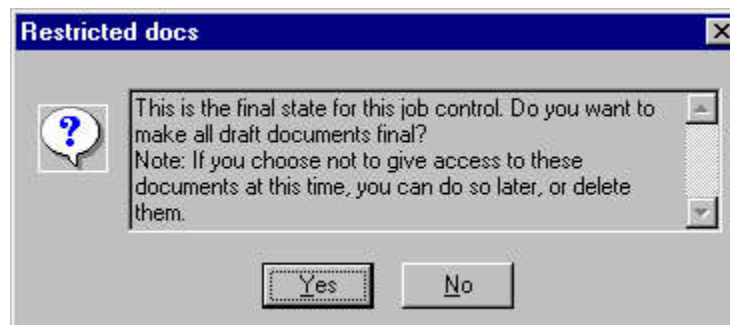 Restricted docs
This is the final state for this job control. Do you want to
make all draft documents final?
Note: If you choose not to give access to these
documents at this time, you can do so later, or delete
them.
Yes No